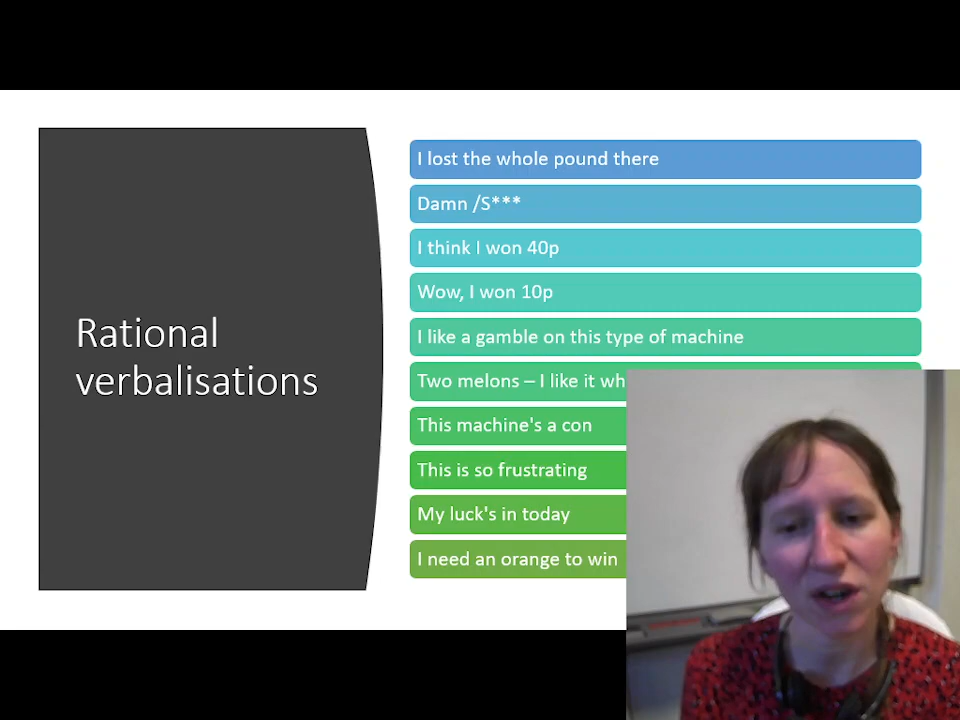 Rational
verbalisations
I lost the whole pound there
Damn /S***
I think I won 40p
Wow, I won 10p
I like a gamble on this type of machine
Two melons – I like it
This machine's a con
This is so frustrating
My luck's in today
I need an orange to win